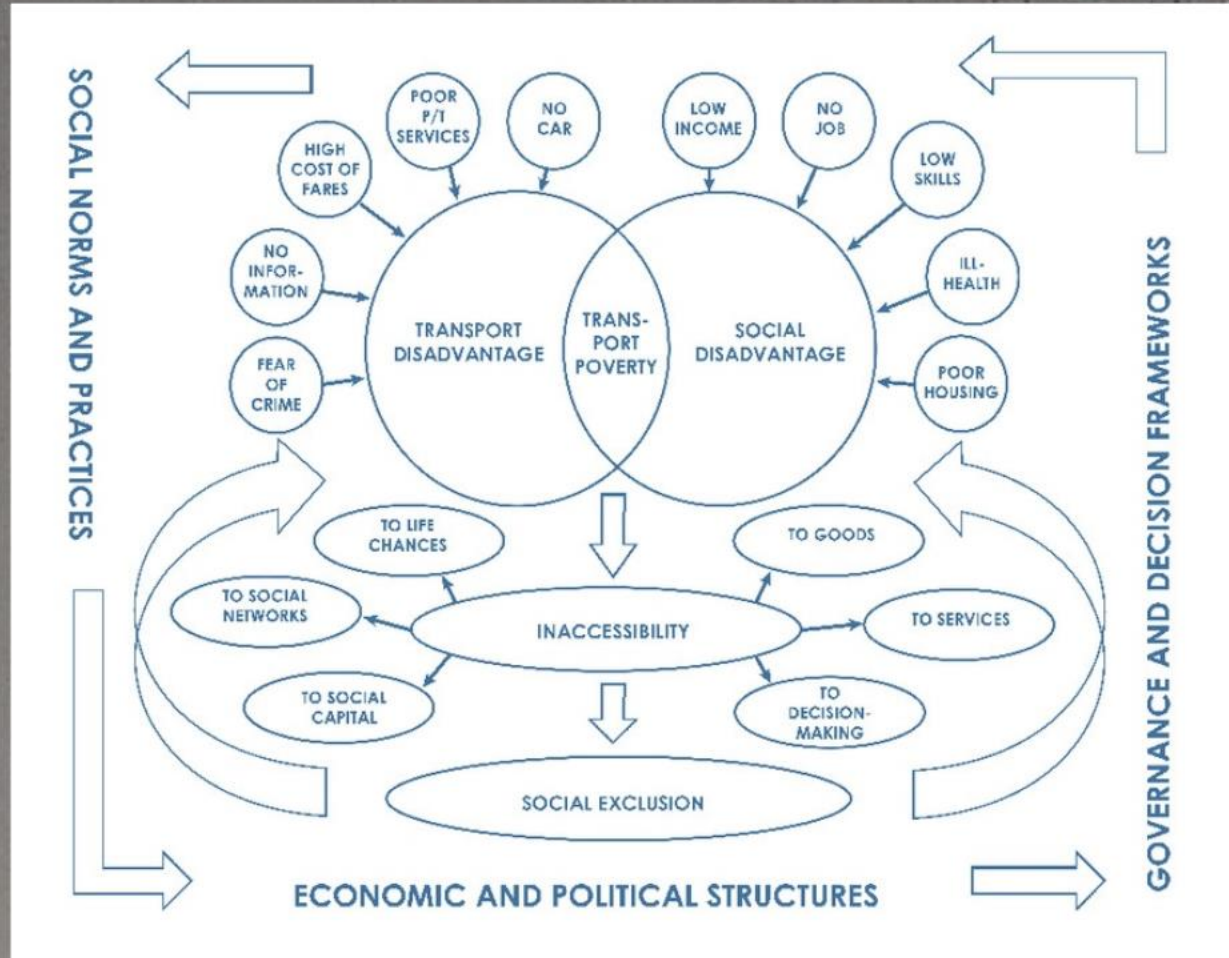 SOCIAL NORMS AND PRACTICES
POOR
P/T
SERVICES
NO
CAR
LOW
INCOME
NO
JOB
HIGH
COST OF
FARES
LOW
SKILLS
NO
INFOR-
MATION
ILL-
HEALTH
FEAR
OF
CRIME
POOR
HOUSING
TRANSPORT
DISADVANTAGE
TRANS-
PORT
POVERTY
SOCIAL
DISADVANTAGE
TO LIFE
CHANCES
TO GOODS
TO SOCIAL
NETWORKS
INACCESSIBILITY
TO SERVICES
TO SOCIAL
CAPITAL
TO
DECISION-
MAKING
SOCIAL EXCLUSION
ECONOMIC AND POLITICAL STRUCTURES
GOVERNANCE AND DECISION FRAMEWORKS